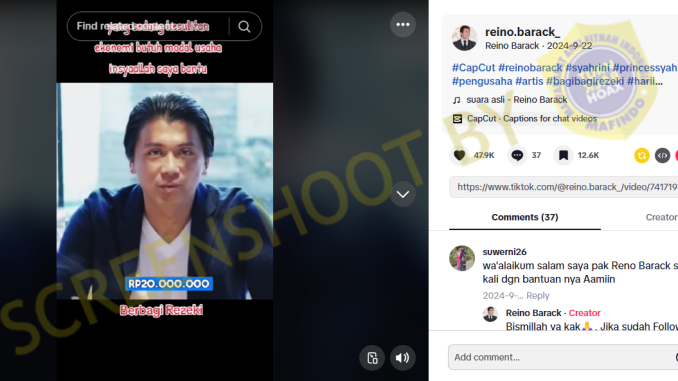 Find related content
yang sedang kesulitan
ekonomi butuh modal usaha
insyaallah saya bantu
RP20.000.000
Berbagi Rezeki
SCREENSHOOT BY
reino.barack_
Reino Barack · 2024-9-22
#CapCut #reinobarack #syahrini #princessyah
#pengusaha #artis #bagibagirezeki #harii...
suara asli - Reino Barack
CapCut · Captions for chat videos
47.9K
37
12.6K
https://www.tiktok.com/@reino.barack_/video/741719
Comments (37)
Creator
suwerni26
wa'alaikum salam saya pak Reno Barack s
kali dgn bantuan nya Aamiin
2024-9-... Reply
Reino Barack · Creator
Bismillah ya kak🙏. Jika sudah Follow
Add comment...
HOAX
MAFINDO